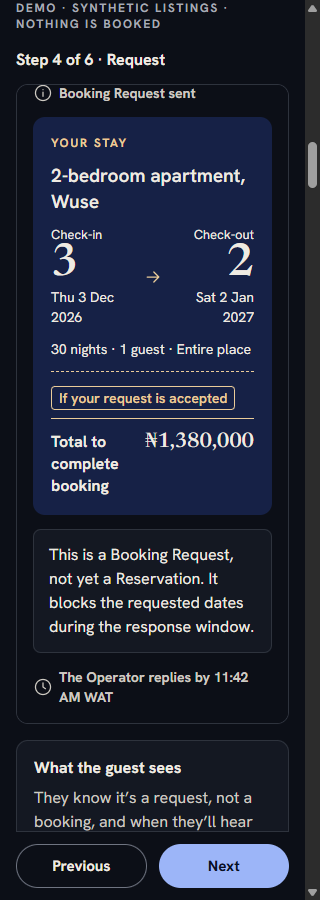 DEMO · SYNTHETIC LISTINGS ·
NOTHING IS BOOKED
Step 4 of 6 · Request
Booking Request sent
YOUR STAY
2-bedroom apartment,
Wuse
Check-in
3
Thu 3 Dec
2026
→
Check-out
2
Sat 2 Jan
2027
30 nights · 1 guest · Entire place
If your request is accepted
Total to
complete
booking
₦1,380,000
This is a Booking Request,
not yet a Reservation. It
blocks the requested dates
during the response window.
The Operator replies by 11:42
AM WAT
What the guest sees
They know it’s a request, not a
booking, and when they’ll hear
Previous
Next